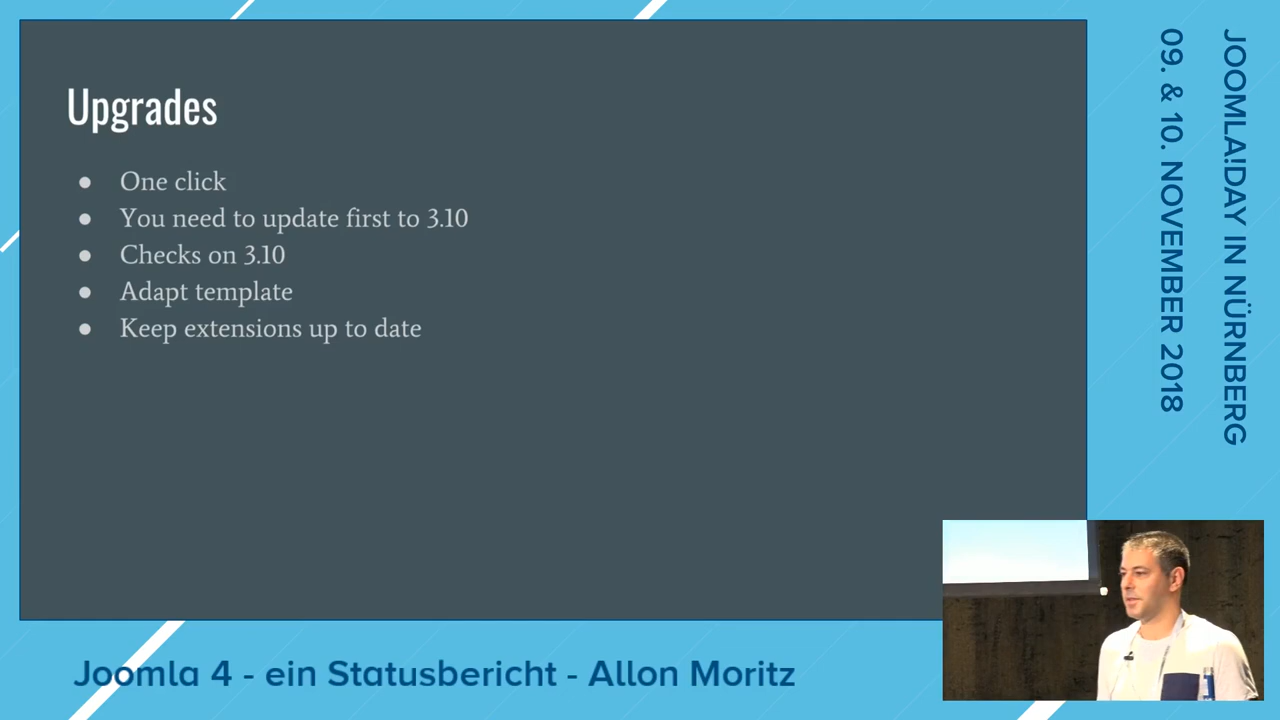 Upgrades
● One click
● You need to update first to 3.10
● Checks on 3.10
● Adapt template
● Keep extensions up to date
JOOMLA!DAY IN NÜRNBERG
09. & 10. NOVEMBER 2018
Joomla 4 - ein Statusbericht - Allon Moritz